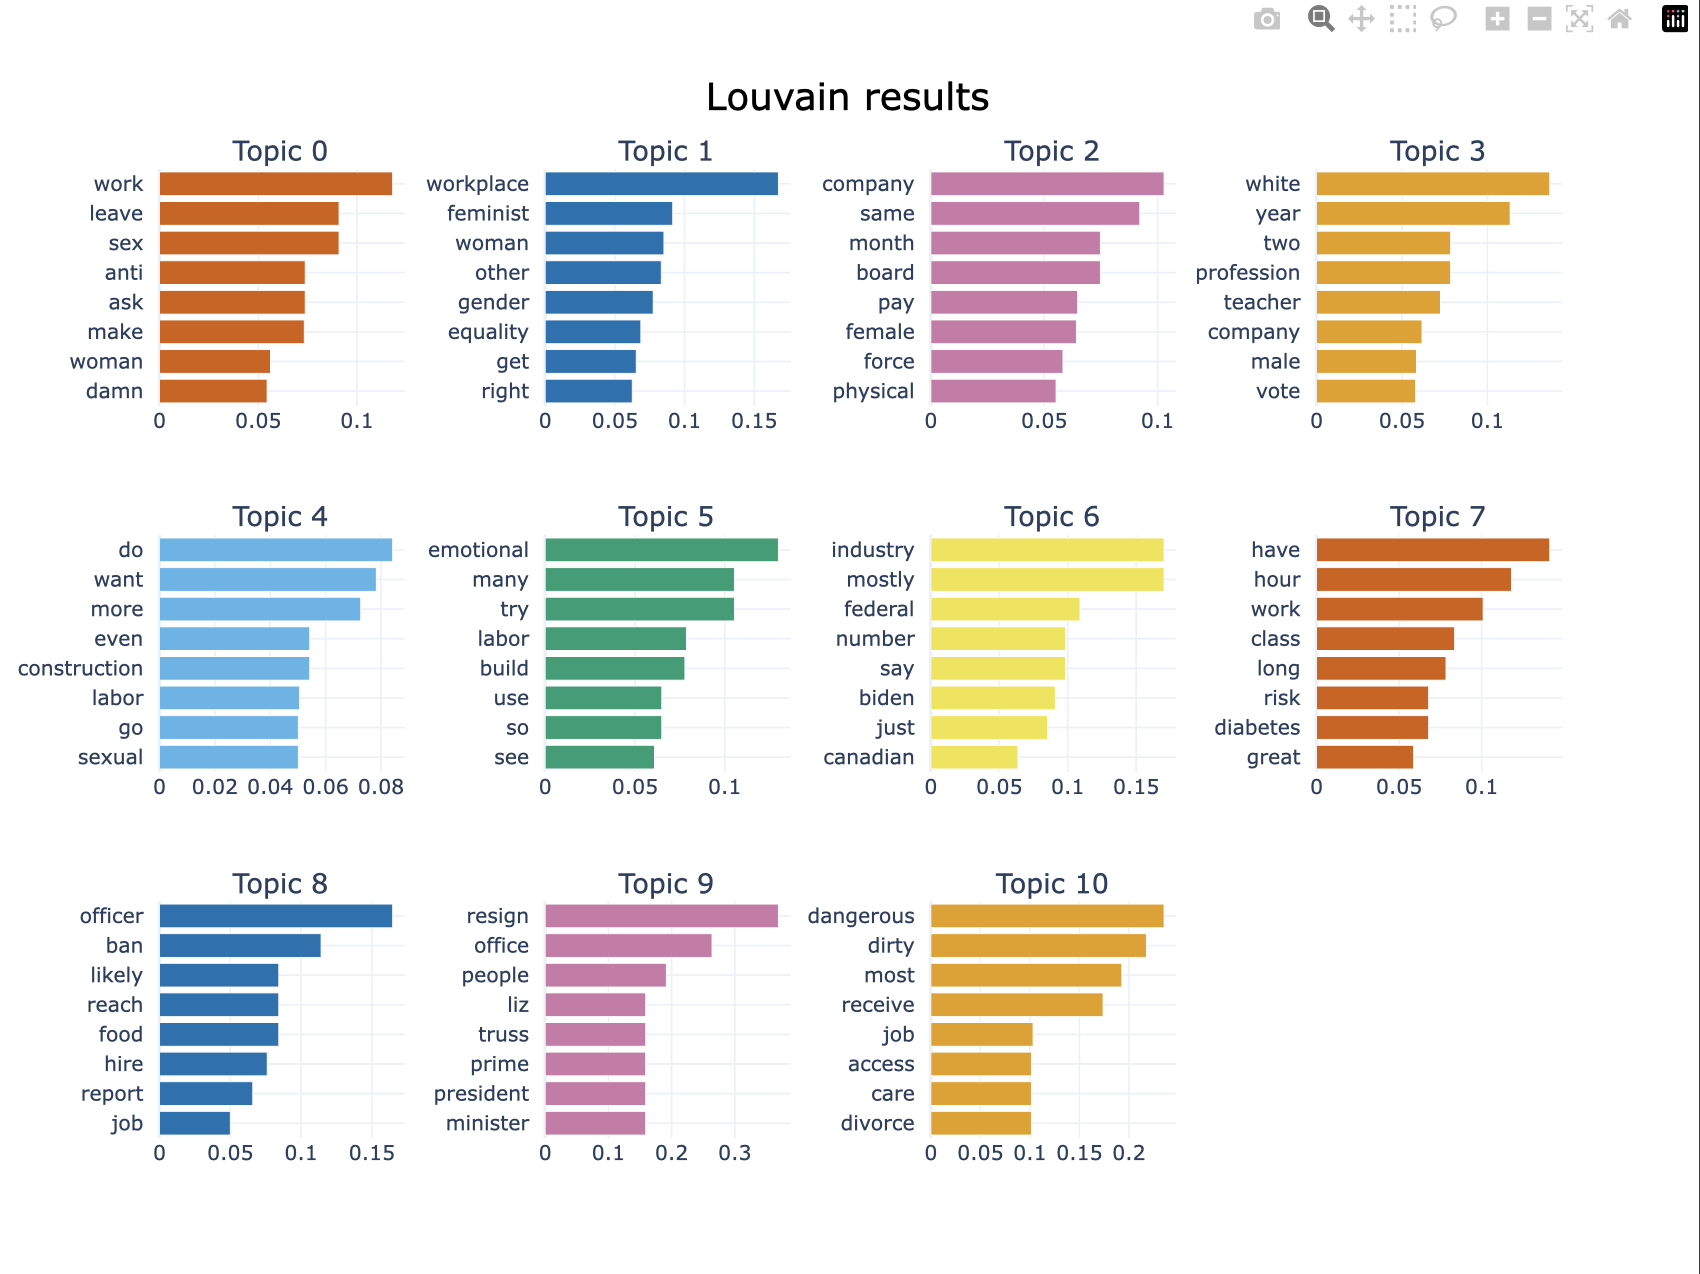 Louvain results
Topic 0
work
leave
sex
anti
ask
make
woman
damn
0 0.05 0.1
Topic 1
workplace
feminist
woman
other
gender
equality
get
right
0 0.05 0.1 0.15
Topic 2
company
same
month
board
pay
female
force
physical
0 0.05 0.1
Topic 3
white
year
two
profession
teacher
company
male
vote
0 0.05 0.1
Topic 4
do
want
more
even
construction
labor
go
sexual
0 0.02 0.04 0.06 0.08
Topic 5
emotional
many
try
labor
build
use
so
see
0 0.05 0.1
Topic 6
industry
mostly
federal
number
say
biden
just
canadian
0 0.05 0.1 0.15
Topic 7
have
hour
work
class
long
risk
diabetes
great
0 0.05 0.1
Topic 8
officer
ban
likely
reach
food
hire
report
job
0 0.05 0.1 0.15
Topic 9
resign
office
people
liz
truss
prime
president
minister
0 0.1 0.2 0.3
Topic 10
dangerous
dirty
most
receive
job
access
care
divorce
0 0.05 0.1 0.15 0.2